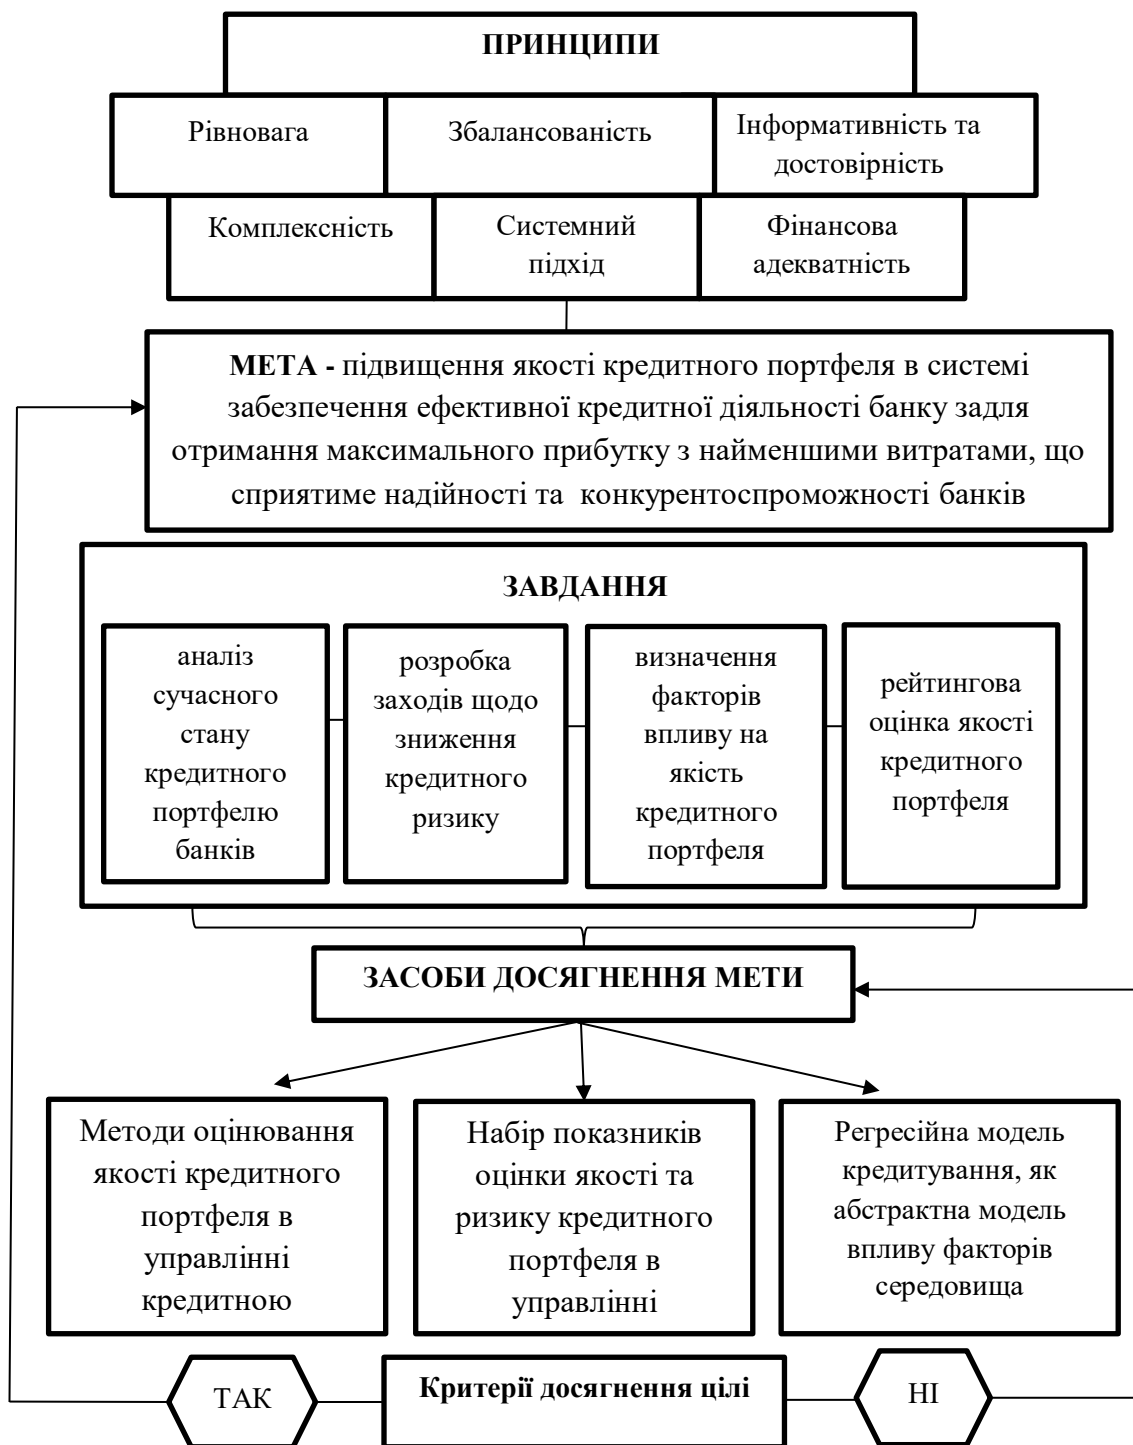 ПРИНЦИПИ
Рівновага
Збалансованість
Інформативність та
достовірність
Комплексність
Системний
підхід
Фінансова
адекватність
МЕТА - підвищення якості кредитного портфеля в системі
забезпечення ефективної кредитної діяльності банку задля
отримання максимального прибутку з найменшими витратами, що
сприятиме надійності та конкурентоспроможності банків
ЗАВДАННЯ
аналіз
сучасного
стану
кредитного
портфелю
банків
розробка
заходів щодо
зниження
кредитного
ризику
визначення
факторів
впливу на
якість
кредитного
портфеля
рейтингова
оцінка якості
кредитного
портфеля
ЗАСОБИ ДОСЯГНЕННЯ МЕТИ
Методи оцінювання
якості кредитного
портфеля в
управлінні
кредитною
Набір показників
оцінки якості та
ризику кредитного
портфеля в
управлінні
Регресійна модель
кредитування, як
абстрактна модель
впливу факторів
середовища
ТАК
Критерії досягнення цілі
НІ